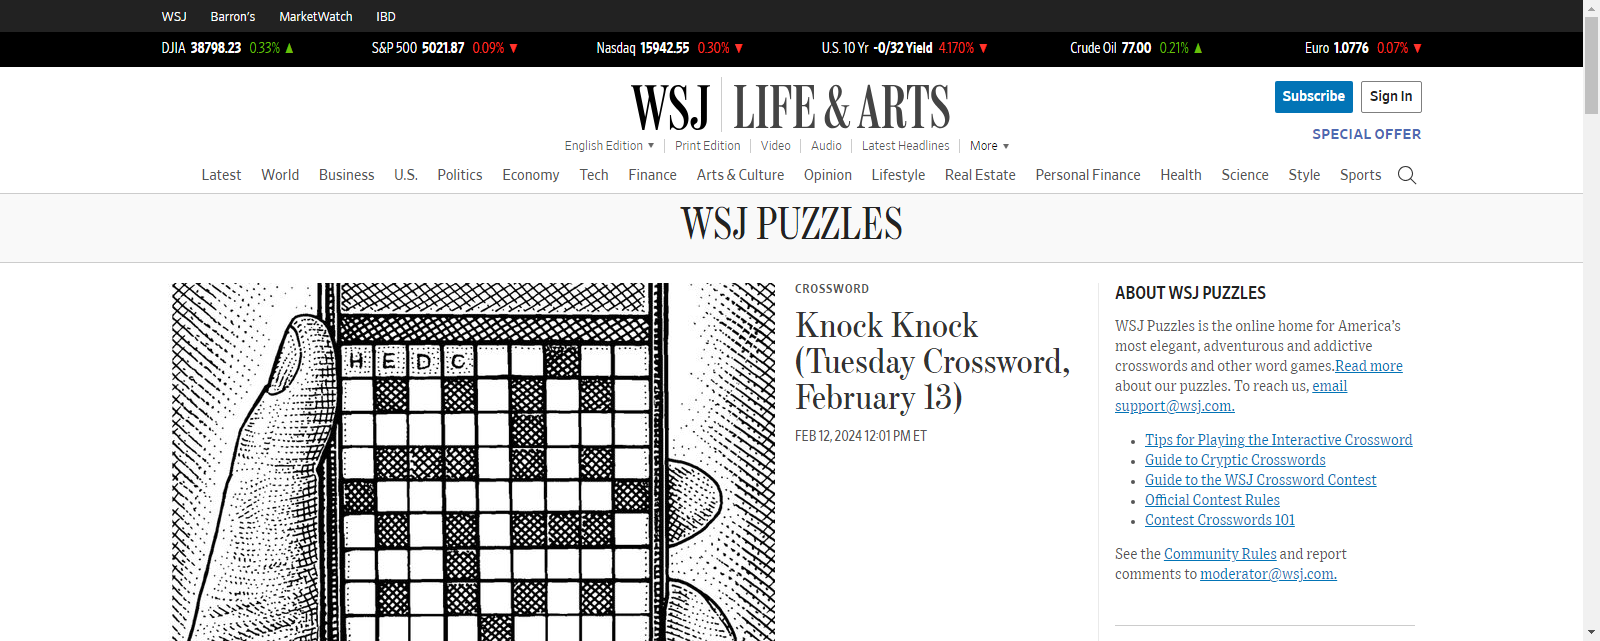 WSJ Barron's MarketWatch IBD
DJIA 38798.23 0.33% ▲ S&P 500 5021.87 0.09% ▼ Nasdaq 15942.55 0.30% ▼ U.S. 10 Yr -0/32 Yield 4.170% ▼ Crude Oil 77.00 0.21% ▲ Euro 1.0776 0.07% ▼
WSJ LIFE & ARTS
Subscribe Sign In
SPECIAL OFFER
English Edition ▼ Print Edition Video Audio Latest Headlines More ▼
Latest World Business U.S. Politics Economy Tech Finance Arts & Culture Opinion Lifestyle Real Estate Personal Finance Health Science Style Sports
WSJ PUZZLES
HEDC
CROSSWORD
Knock Knock
(Tuesday Crossword,
February 13)
FEB 12, 2024 12:01 PM ET
ABOUT WSJ PUZZLES
WSJ Puzzles is the online home for America's
most elegant, adventurous and addictive
crosswords and other word games.Read more
about our puzzles. To reach us, email
support@wsj.com.
• Tips for Playing the Interactive Crossword
• Guide to Cryptic Crosswords
• Guide to the WSJ Crossword Contest
• Official Contest Rules
• Contest Crosswords 101
See the Community Rules and report
comments to moderator@wsj.com.